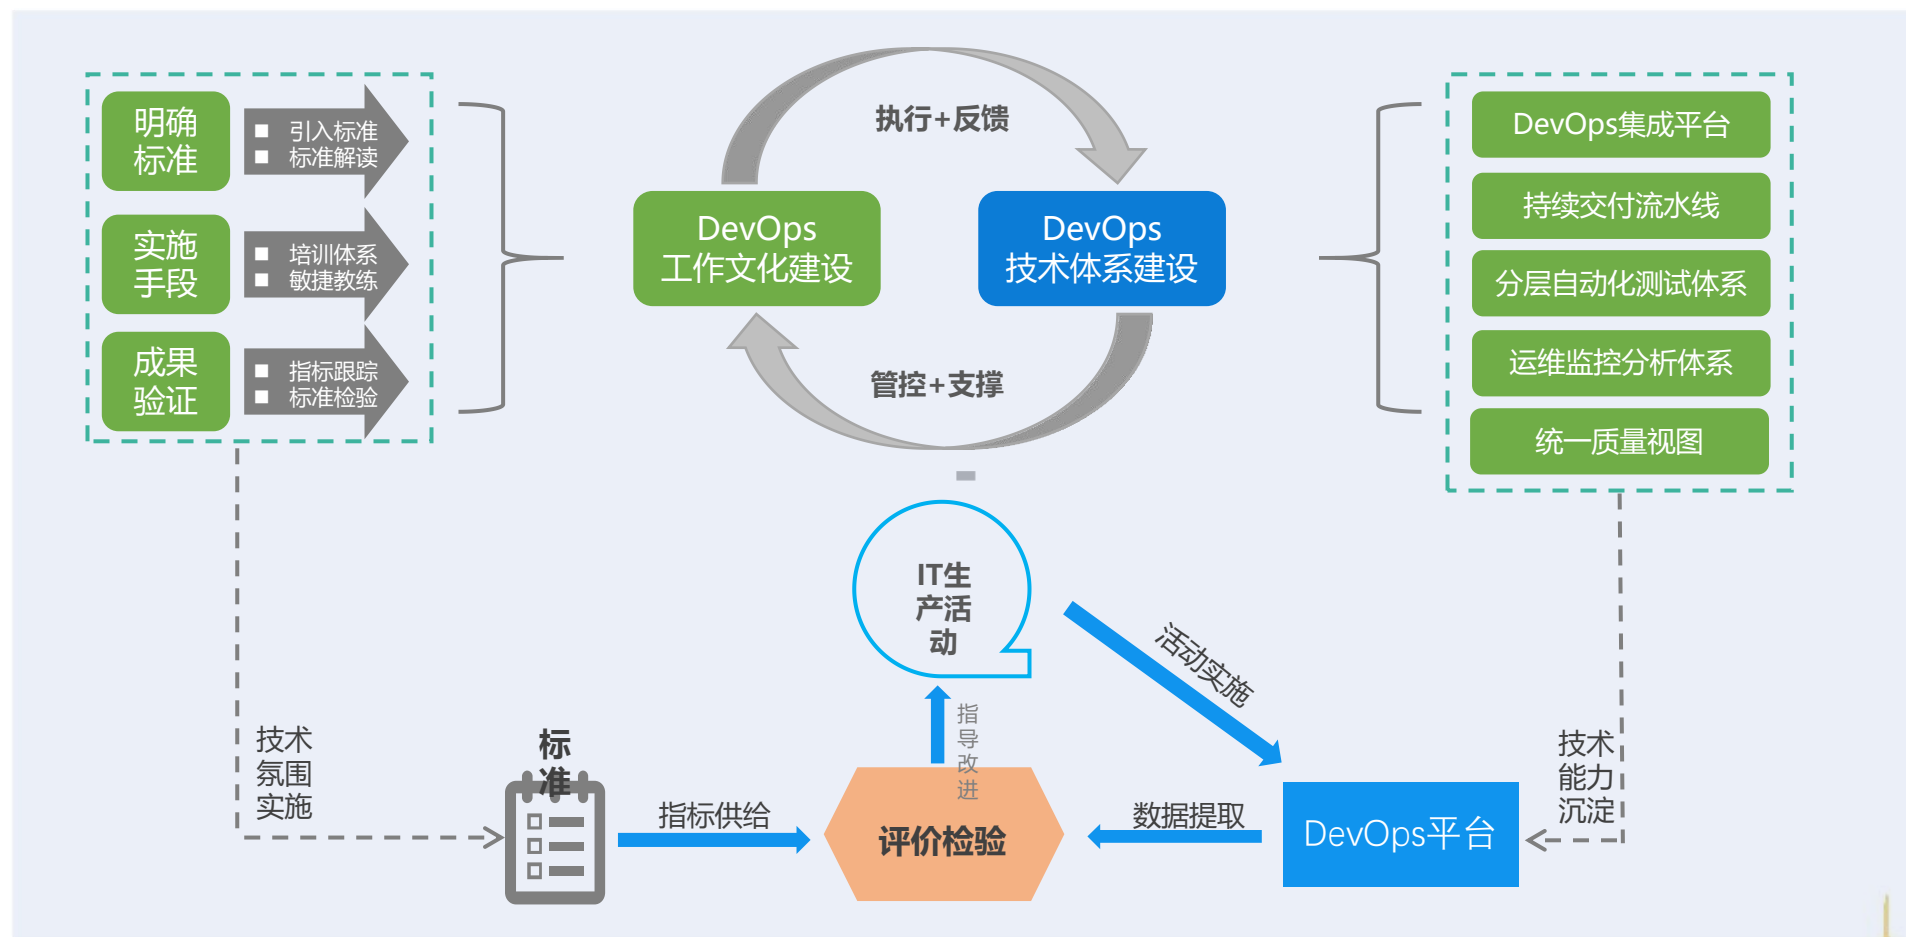 明确
标准
引入标准
标准解读
实施
手段
培训体系
敏捷教练
成果
验证
指标跟踪
标准检验
执行+反馈
DevOps
工作文化建设
DevOps
技术体系建设
管控+支撑
DevOps集成平台
持续交付流水线
分层自动化测试体系
运维监控分析体系
统一质量视图
IT生
产活
动
活动实施
指
导
改
进
技术
氛围
实施
标
准
指标供给
评价检验
数据提取
DevOps平台
技术
能力
沉淀